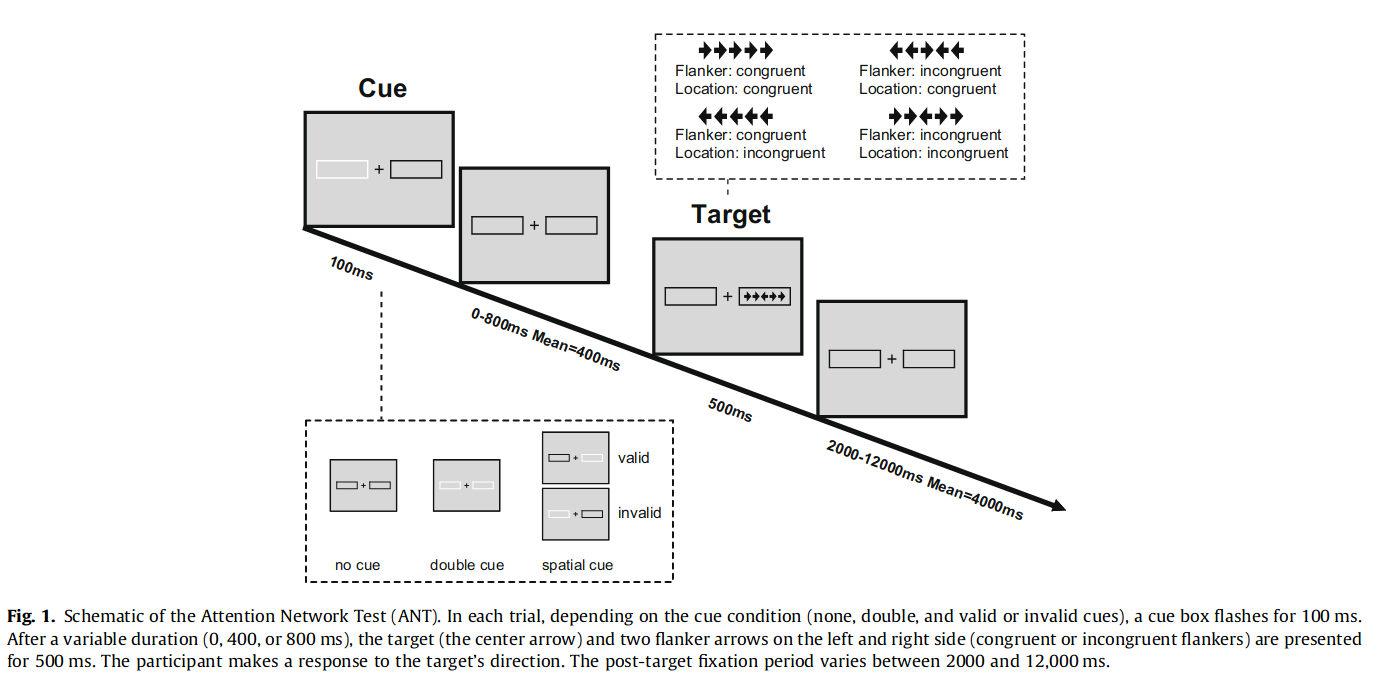 Cue
Flanker: congruent
Location: congruent
Flanker: incongruent
Location: congruent
Flanker: congruent
Location: incongruent
Flanker: incongruent
Location: incongruent
Target
100ms
0-800ms Mean=400ms
500ms
2000-12000ms Mean=4000ms
valid
invalid
no cue
double cue
spatial cue
Fig. 1. Schematic of the Attention Network Test (ANT). In each trial, depending on the cue condition (none, double, and valid or invalid cues), a cue box flashes for 100 ms.
After a variable duration (0, 400, or 800 ms), the target (the center arrow) and two flanker arrows on the left and right side (congruent or incongruent flankers) are presented
for 500 ms. The participant makes a response to the target's direction. The post-target fixation period varies between 2000 and 12,000 ms.